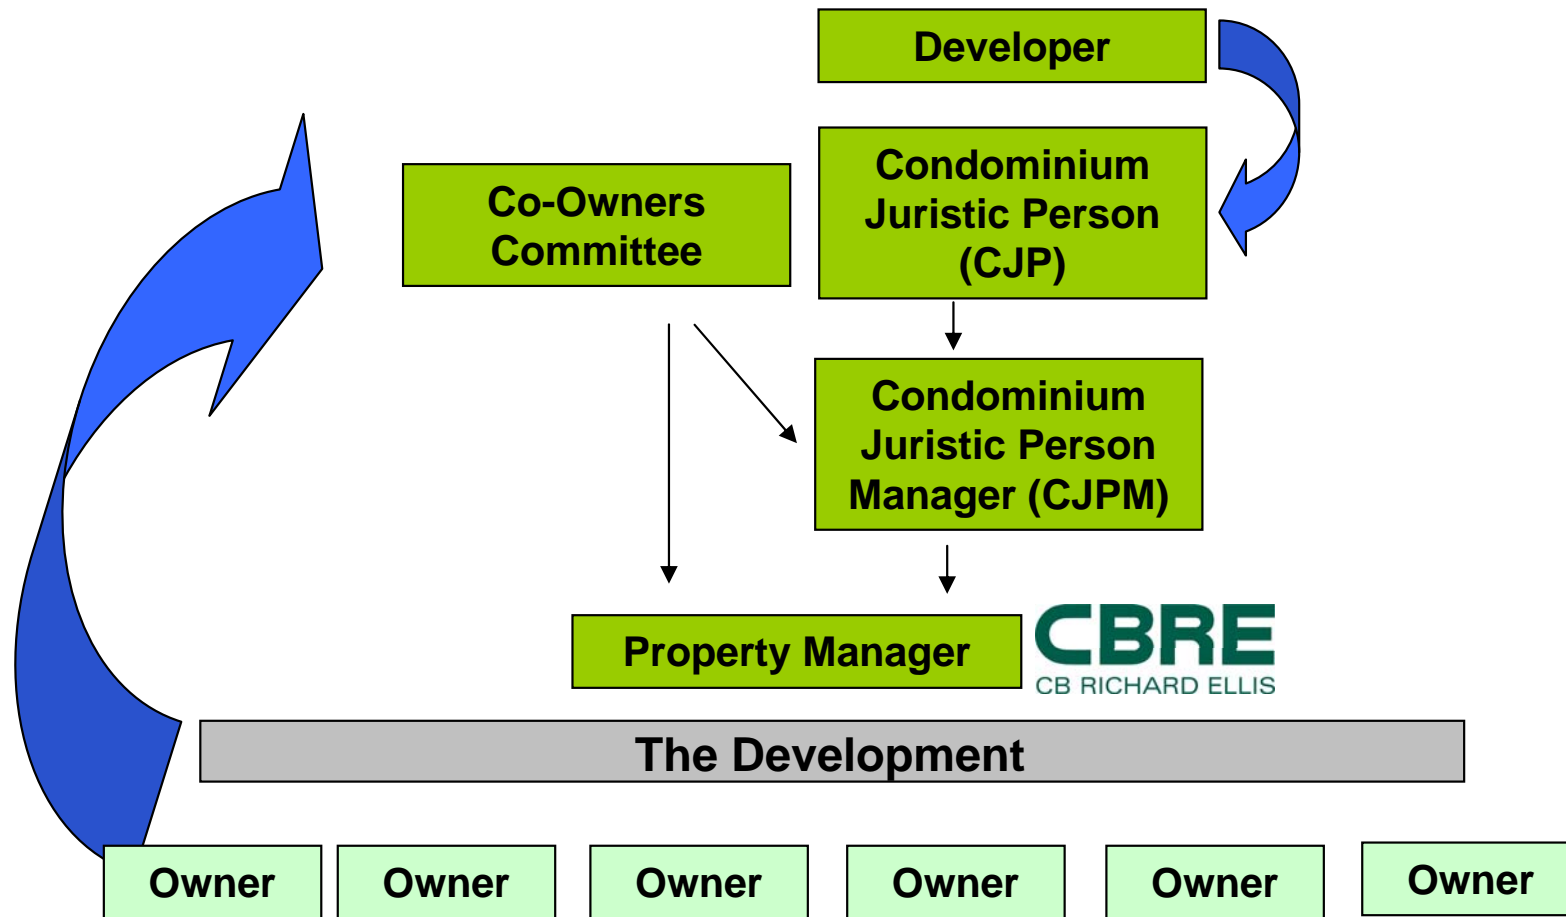 Developer
Condominium
Juristic Person
(CJP)
Co-Owners
Committee
Condominium
Juristic Person
Manager (CJPM)
Property Manager
CBRE
CB RICHARD ELLIS
The Development
Owner
Owner
Owner
Owner
Owner
Owner